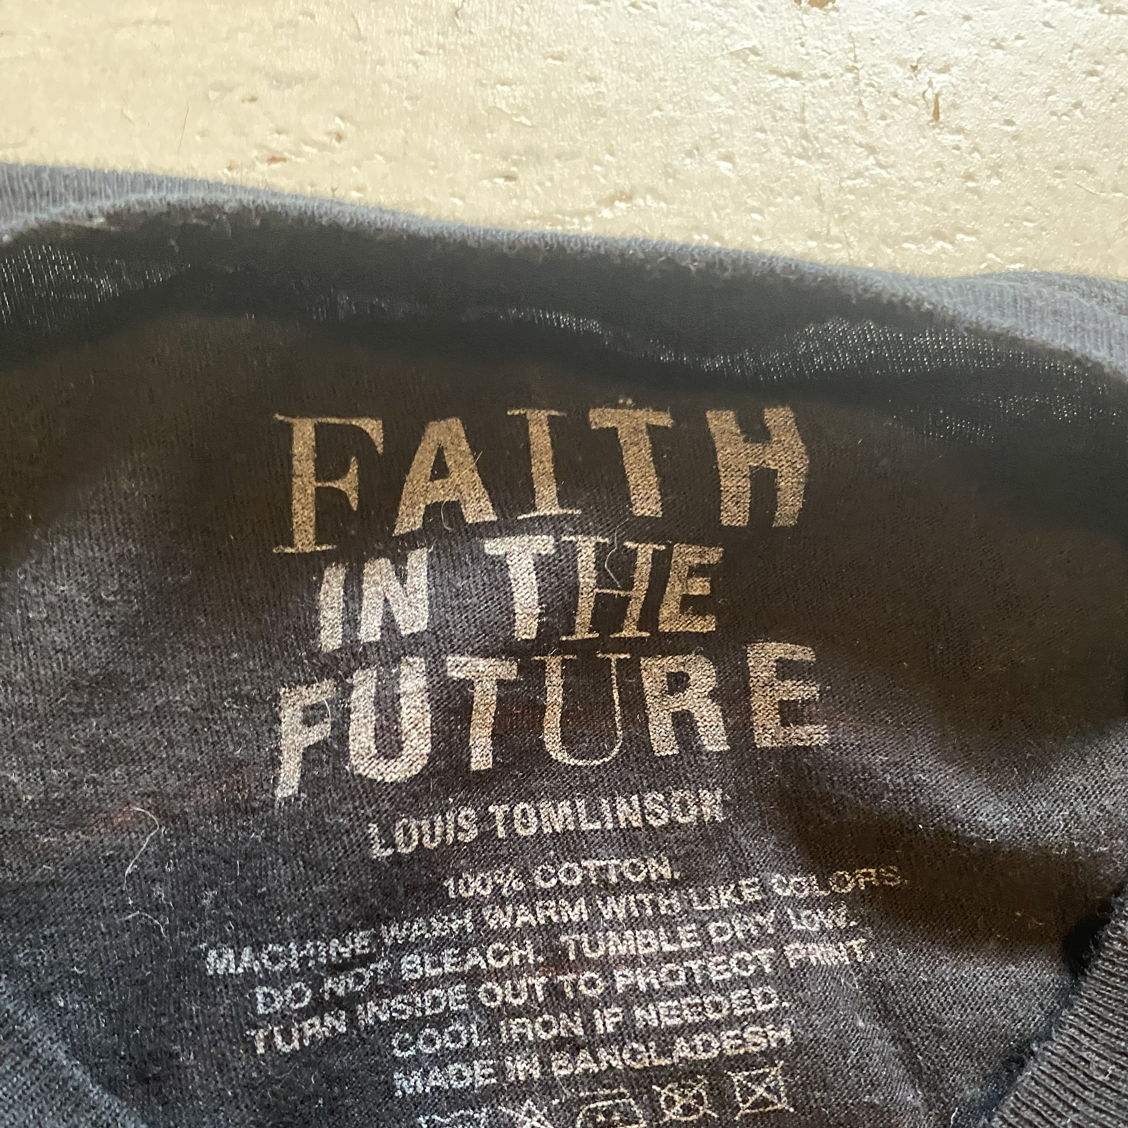 FAITH
IN THE
FUTURE
LOUIS TOMLINSON
100% COTTON.
MACHINE WASH WARM WITH LIKE COLORS.
DO NOT BLEACH. TUMBLE DRY LOW.
TURN INSIDE OUT TO PROTECT PRINT.
COOL IRON IF NEEDED.
MADE IN BANGLADESH